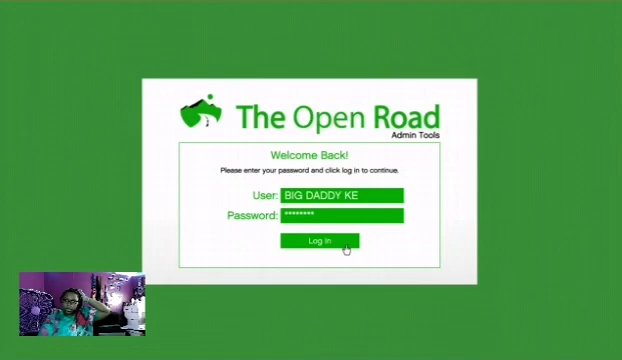 The Open Road
Admin Tools
Welcome Back!
Please enter your password and click log in to continue.
User: BIG DADDY KE
Password: ********
Log in